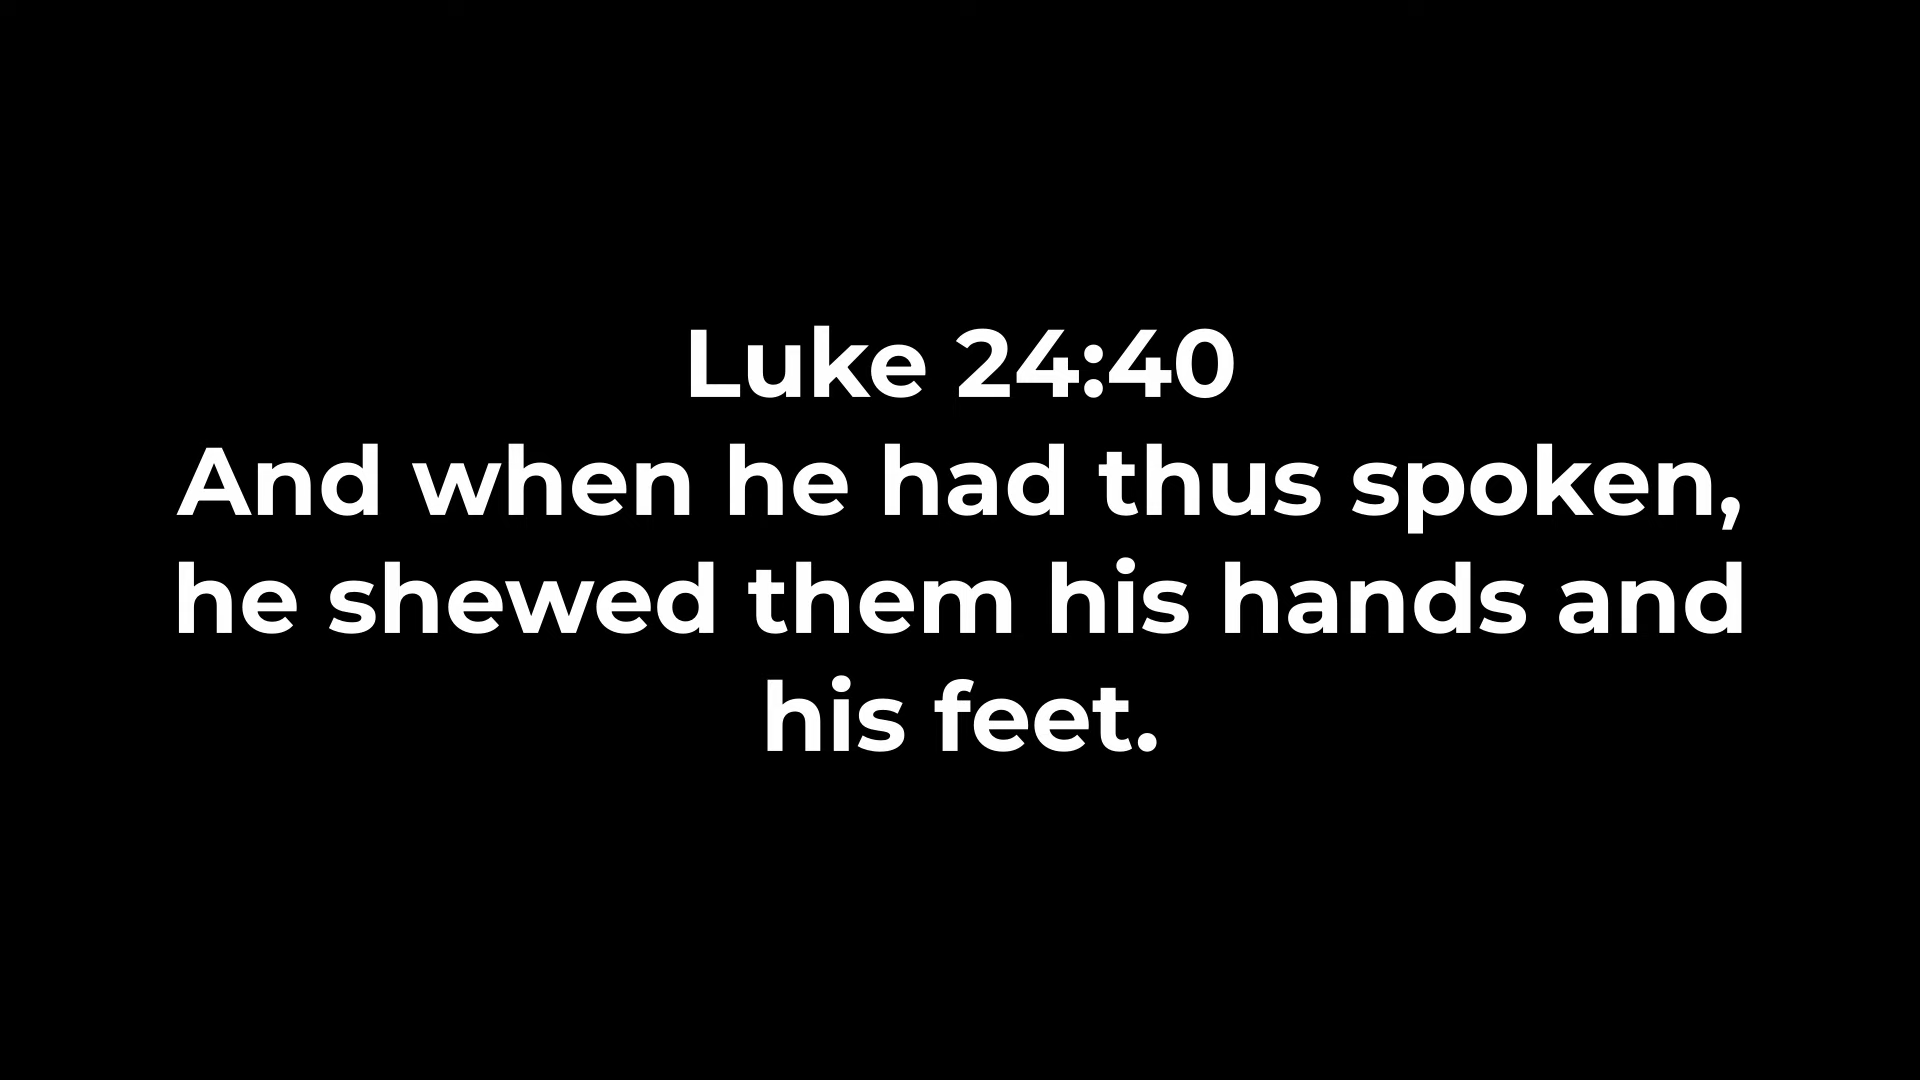 Luke 24:40
And when he had thus spoken,
he shewed them his hands and
his feet.